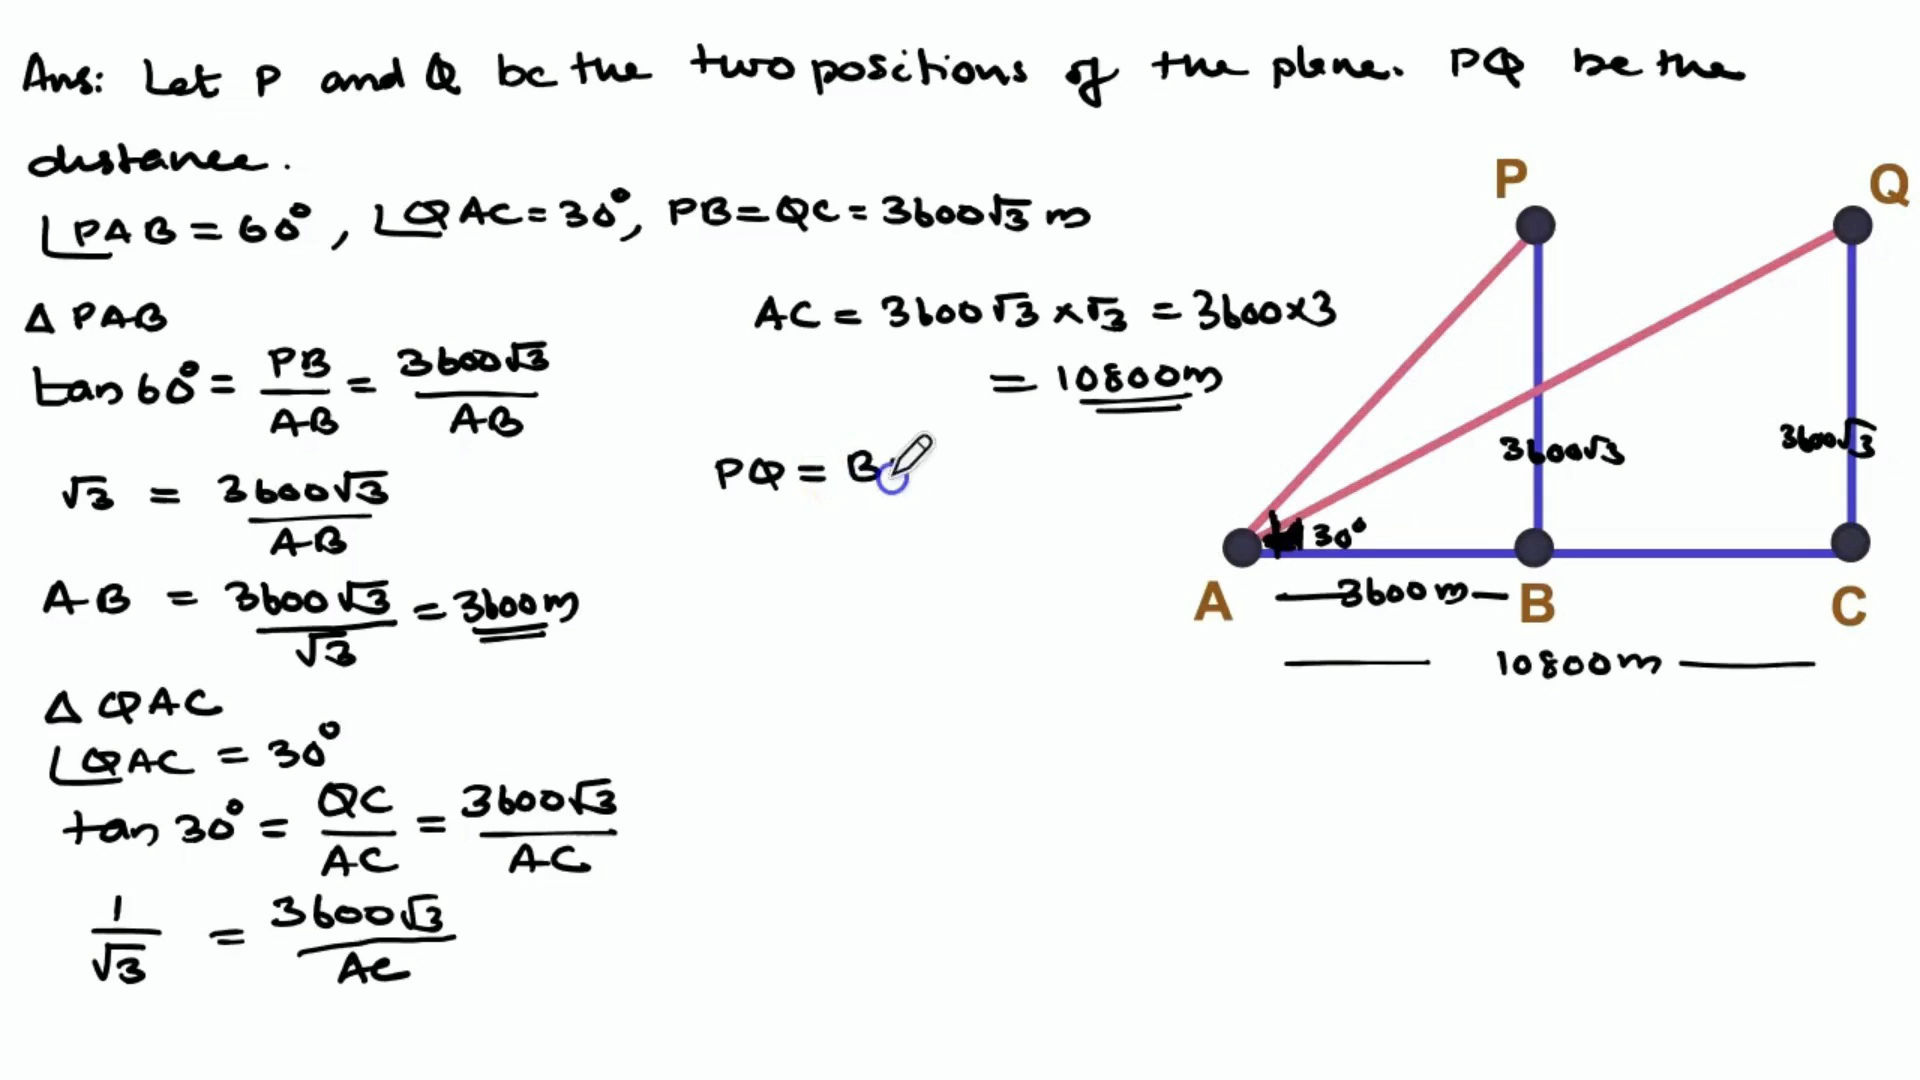 Ans: Let P and Q be the two positions of the plane. PQ be the
distance.
∠PAB = 60°, ∠QAC = 30°, PB = QC = 3600√3 m
△ PAB
tan 60° = PB/AB = 3600√3/AB
√3 = 3600√3/AB
AB = 3600√3/√3 = 3600m
△ QAC
∠QAC = 30°
tan 30° = QC/AC = 3600√3/AC
1/√3 = 3600√3/AC
AC = 3600√3 × √3 = 3600×3
= 10800m
PQ = B
P
Q
3600√3
3600√3
30°
A
3600m
B
C
10800m